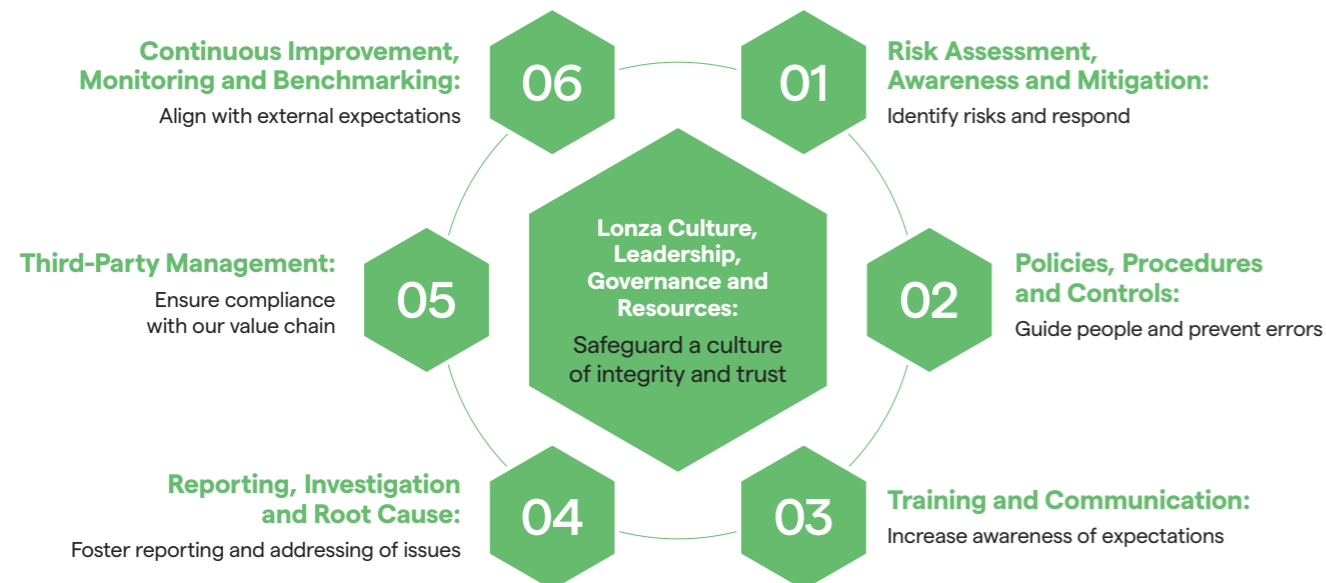 01
Risk Assessment,
Awareness and Mitigation:
Identify risks and respond
02
Policies, Procedures
and Controls:
Guide people and prevent errors
03
Training and Communication:
Increase awareness of expectations
04
Reporting, Investigation
and Root Cause:
Foster reporting and addressing of issues
05
Third-Party Management:
Ensure compliance
with our value chain
06
Continuous Improvement,
Monitoring and Benchmarking:
Align with external expectations
Lonza Culture,
Leadership,
Governance and
Resources:
Safeguard a culture
of integrity and trust